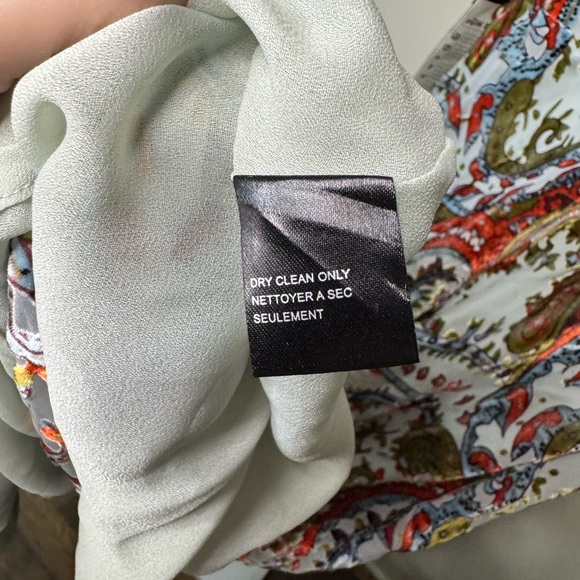 DRY CLEAN ONLY
NETTOYER A SEC
SEULEMENT